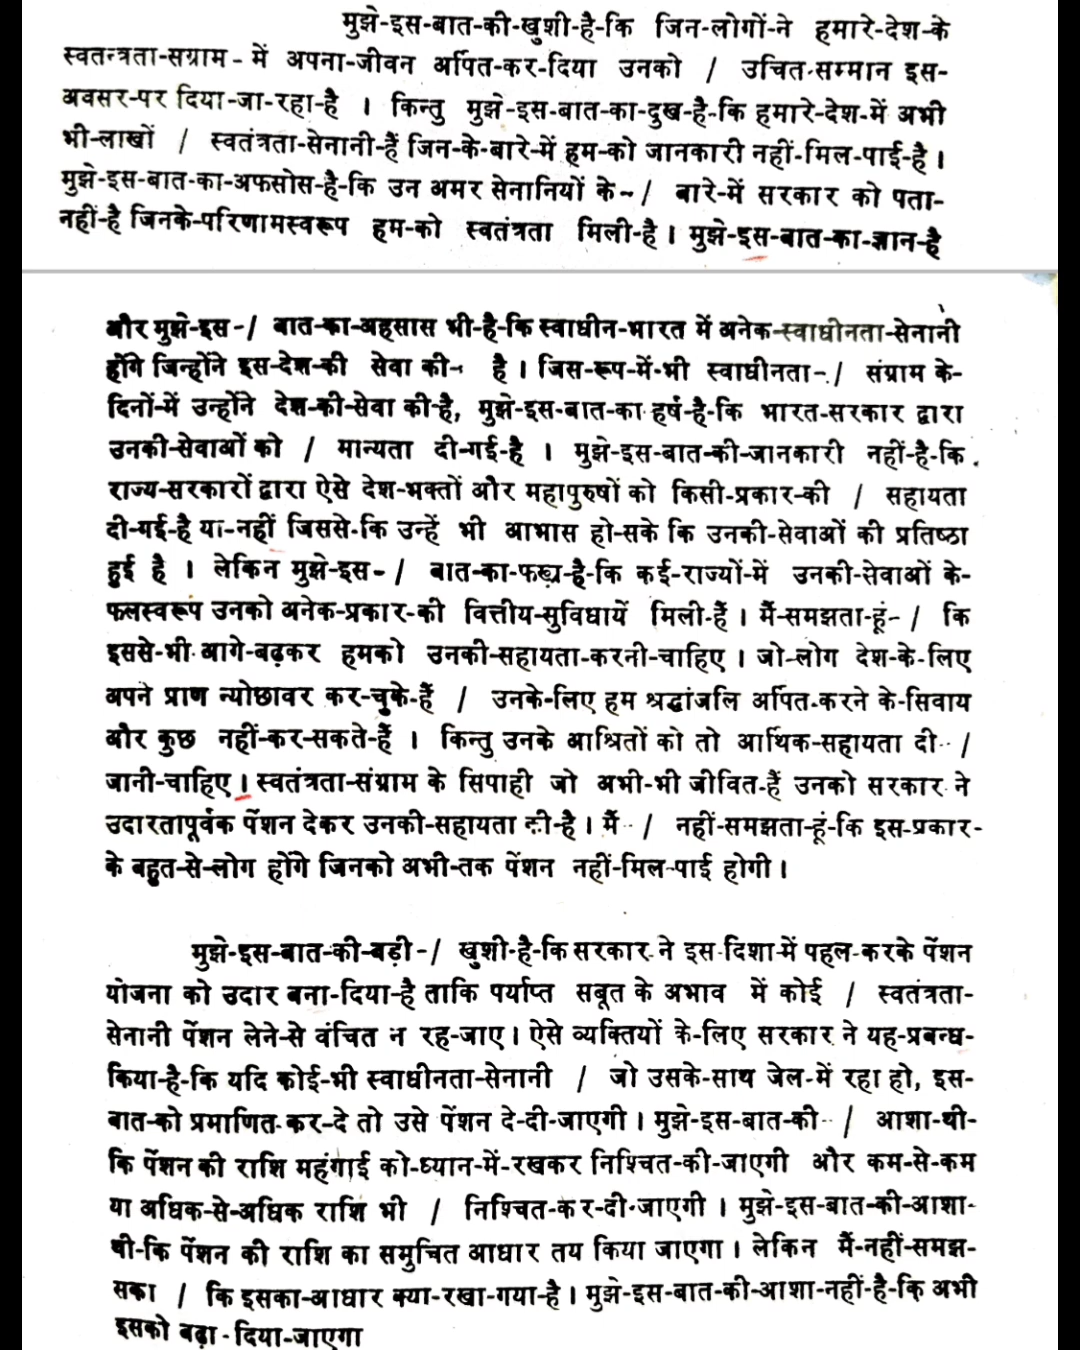 मुझे-इस-बात-की-खुशी-है-कि जिन-लोगों-ने हमारे-देश-के
स्वतन्त्रता-सग्राम - में अपना-जीवन अर्पित-कर-दिया उनको / उचित-सम्मान इस-
अवसर-पर दिया-जा-रहा-है । किन्तु मुझे-इस-बात-का-दुख-है-कि हमारे-देश-में अभी
भी-लाखों / स्वतंत्रता-सेनानी-हैं जिन-के-बारे-में हम-को जानकारी नहीं-मिल-पाई-है ।
मुझे-इस-बात-का-अफसोस-है-कि उन अमर सेनानियों के-- / बारे-में सरकार को पता-
नहीं-है जिनके-परिणामस्वरूप हम-को स्वतंत्रता मिली-है । मुझे-इस-बात-का-ज्ञान-है
और मुझे-इस -/ बात-का-अहसास भी-है-कि स्वाधीन-भारत में अनेक-स्वाधीनता-सेनानी
होंगे जिन्होंने इस-देश-की सेवा की- है । जिस-रूप-में-भी स्वाधीनता-/ संग्राम के-
दिनों-में उन्होंने देश-की-सेवा की-है, मुझे-इस-बात-का हर्ष-है-कि भारत-सरकार द्वारा
उनकी-सेवाओं को / मान्यता दी-गई-है । मुझे-इस-बात-की-जानकारी नहीं-है-कि
राज्य-सरकारों द्वारा ऐसे देश-भक्तों और महापुरुषों को किसी-प्रकार-की / सहायता
दी-गई-है या-नहीं जिससे-कि उन्हें भी आभास हो-सके कि उनकी-सेवाओं की प्रतिष्ठा
हुई है । लेकिन मुझे-इस- / बात-का-फख्र-है-कि कई-राज्यों-में उनकी-सेवाओं के-
फलस्वरूप उनको अनेक-प्रकार-की वित्तीय-सुविधायें मिली-हैं । मैं-समझता-हूं- / कि
इससे-भी आगे-बढ़कर हमको उनकी-सहायता-करनी-चाहिए । जो-लोग देश-के-लिए
अपने प्राण न्योछावर कर-चुके-हैं / उनके-लिए हम श्रद्धांजलि अर्पित-करने के-सिवाय
और कुछ नहीं-कर-सकते-हैं । किन्तु उनके आश्रितों को तो आर्थिक-सहायता दी-- /
जानी-चाहिए । स्वतंत्रता-संग्राम के सिपाही जो अभी-भी जीवित-हैं उनको सरकार ने
उदारतापूर्वक पेंशन देकर उनकी-सहायता की-है । मैं-- / नहीं-समझता-हूं-कि इस-प्रकार-
के बहुत-से-लोग होंगे जिनको अभी-तक पेंशन नहीं-मिल-पाई होगी ।
मुझे-इस-बात-की-बड़ी -/ खुशी-है-कि सरकार ने इस दिशा-में पहल-करके पेंशन
योजना को उदार बना-दिया-है ताकि पर्याप्त सबूत के अभाव में कोई / स्वतंत्रता-
सेनानी पेंशन लेने-से वंचित न रह-जाए । ऐसे व्यक्तियों के-लिए सरकार ने यह-प्रबन्ध-
किया-है-कि यदि कोई-भी स्वाधीनता-सेनानी / जो उसके-साथ जेल-में रहा हो, इस-
बात-को प्रमाणित-कर-दे तो उसे पेंशन दे-दी-जाएगी । मुझे-इस-बात-की-- / आशा-थी-
कि पेंशन की राशि महंगाई को-ध्यान-में-रखकर निश्चित-की-जाएगी और कम-से-कम
या अधिक-से-अधिक राशि भी / निश्चित-कर-दी-जाएगी । मुझे-इस-बात-की-आशा-
थी-कि पेंशन की राशि का समुचित आधार तय किया जाएगा । लेकिन मैं-नहीं-समझ-
सका / कि इसका-आधार क्या-रखा-गया-है । मुझे-इस-बात-की-आशा-नहीं-है-कि अभी
इसको बढ़ा - दिया-जाएगा